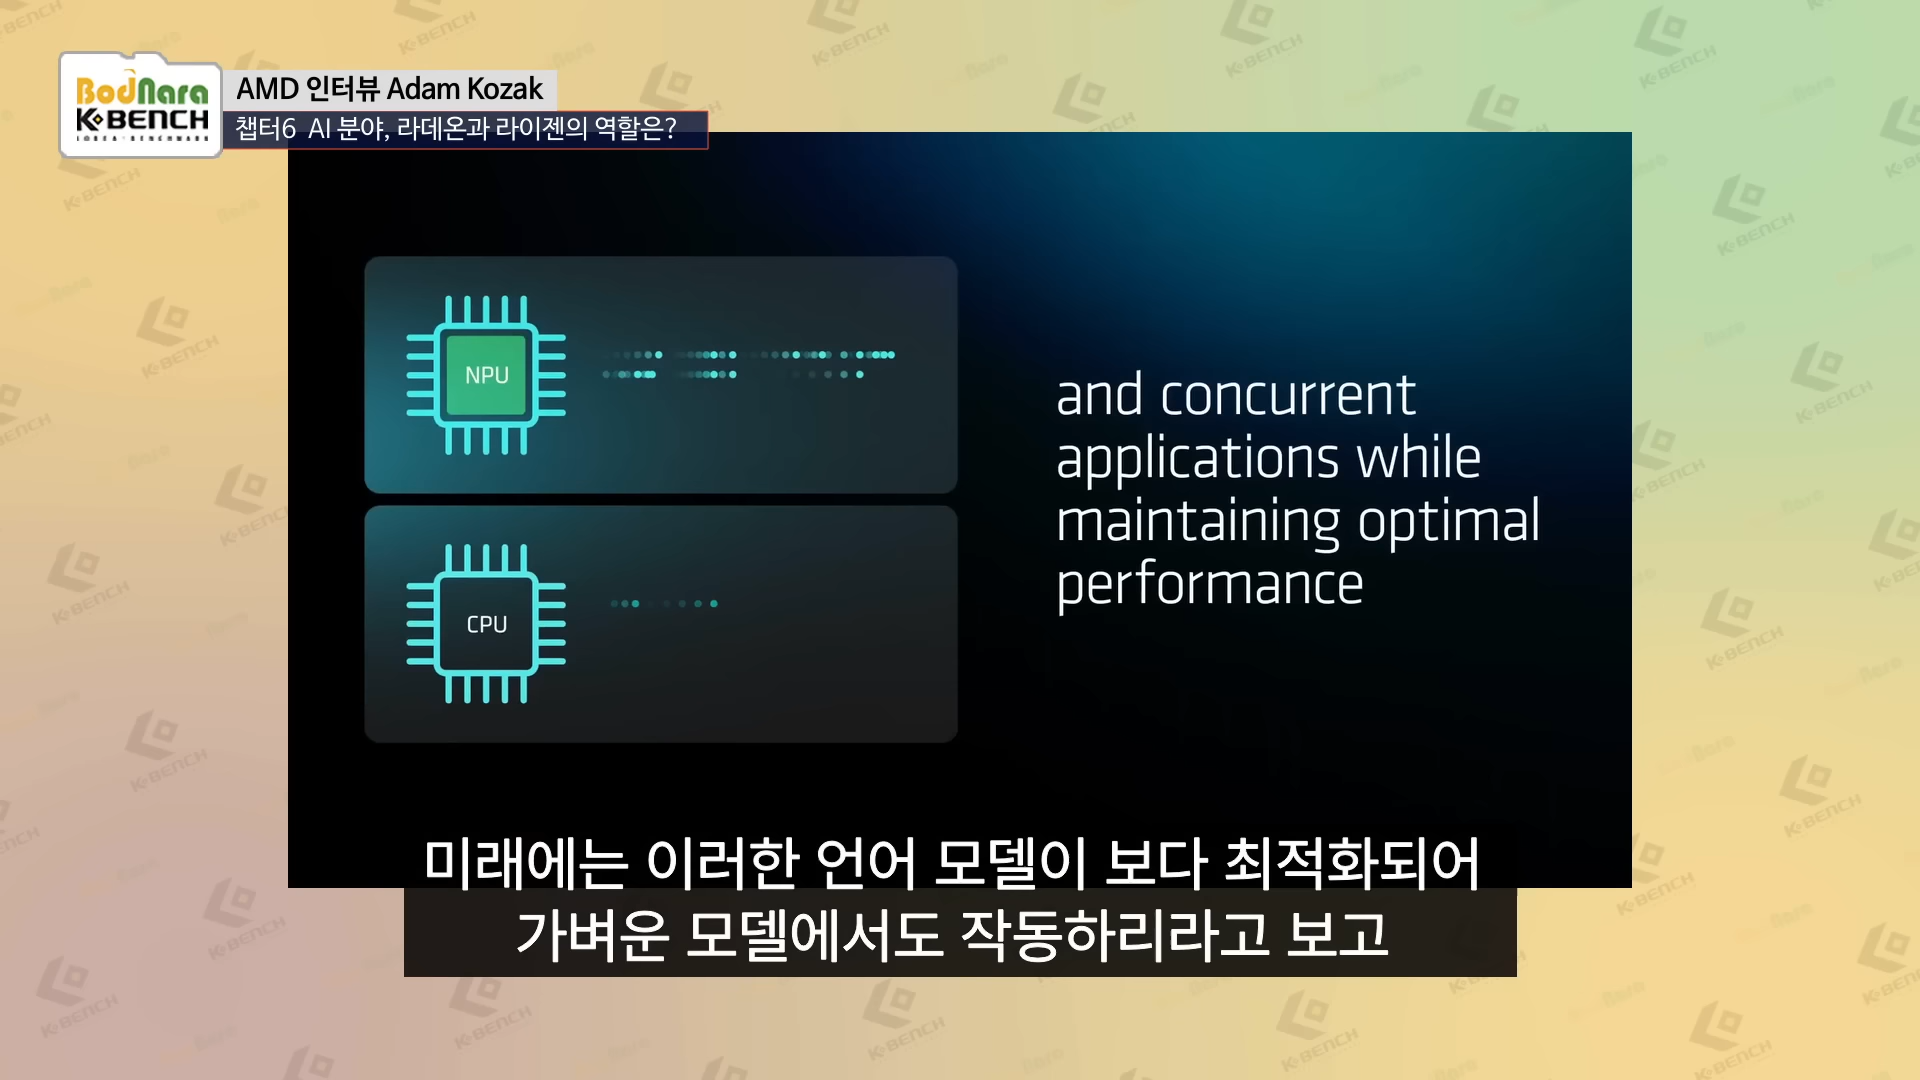 BodNara
K-BENCH
KOREA · BENCHMARK
AMD 인터뷰 Adam Kozak
챕터6 AI 분야, 라데온과 라이젠의 역할은?
NPU
CPU
and concurrent
applications while
maintaining optimal
performance
미래에는 이러한 언어 모델이 보다 최적화되어
가벼운 모델에서도 작동하리라고 보고